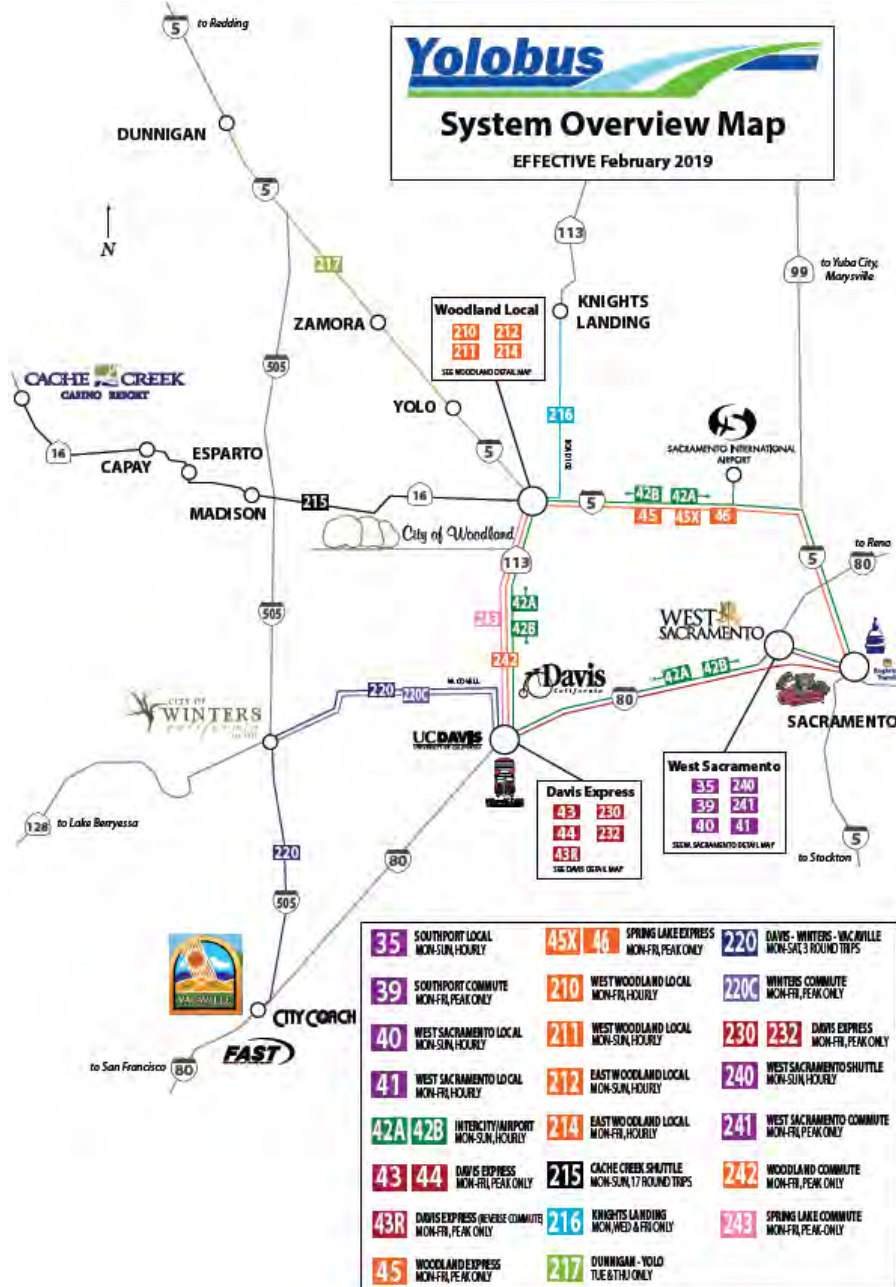 5
to Redding
Yolobus
System Overview Map
EFFECTIVE February 2019
DUNNIGAN
5
N
113
217
99
to Yuba City,
Marysville
KNIGHTS
LANDING
Woodland Local
210 212
211 214
SEE WOODLAND DETAIL MAP
ZAMORA
505
CACHE CREEK
CASINO RESORT
YOLO
216
SACRAMENTO INTERNATIONAL
AIRPORT
16
CAPAY
ESPARTO
5
MADISON
215
16
42B 42A
5
45 45X 46
City of Woodland
113
to Reno
80
5
505
42A
42B
WEST
SACRAMENTO
242
Davis
California
42A 42B
80
220
220C
CITY OF
WINTERS
SACRAMENTO
UCDAVIS
UNIVERSITY OF CALIFORNIA
West Sacramento
35 240
39 241
40 41
Davis Express
43 230
44 232
43R
SEE DAVIS DETAIL MAP
128
to Lake Berryessa
220
80
5
to Stockton
505
VACAVILLE
CITY COACH
FAST
to San Francisco
80
35 SOUTHPORT LOCAL
MON-SUN, HOURLY
39 SOUTHPORT COMMUTE
MON-FRI, PEAK ONLY
40 WEST SACRAMENTO LOCAL
MON-SUN, HOURLY
41 WEST SACRAMENTO LOCAL
MON-FRI, HOURLY
42A 42B INTERCITY/AIRPORT
MON-SUN, HOURLY
43 44 DAVIS EXPRESS
MON-FRI, PEAK ONLY
43R DAVIS EXPRESS (REVERSE COMMUTE)
MON-FRI, PEAK ONLY
45 WOODLAND EXPRESS
MON-FRI, PEAK ONLY
45X 46 SPRING LAKE EXPRESS
MON-FRI, PEAK ONLY
210 WEST WOODLAND LOCAL
MON-FRI, HOURLY
211 WEST WOODLAND LOCAL
MON-SUN, HOURLY
212 EAST WOODLAND LOCAL
MON-SUN, HOURLY
214 EAST WOODLAND LOCAL
MON-FRI, HOURLY
215 CACHE CREEK SHUTTLE
MON-SUN, 17 ROUND TRIPS
216 KNIGHTS LANDING
MON, WED & FRI ONLY
217 DUNNIGAN - YOLO
TUE & THU ONLY
220 DAVIS - WINTERS - VACAVILLE
MON-SAT, 3 ROUND TRIPS
220C WINTERS COMMUTE
MON-FRI, PEAK ONLY
230 232 DAVIS EXPRESS
MON-FRI, PEAK ONLY
240 WEST SACRAMENTO SHUTTLE
MON-SUN, HOURLY
241 WEST SACRAMENTO COMMUTE
MON-FRI, PEAK ONLY
242 WOODLAND COMMUTE
MON-FRI, PEAK ONLY
243 SPRING LAKE COMMUTE
MON-FRI, PEAK-ONLY